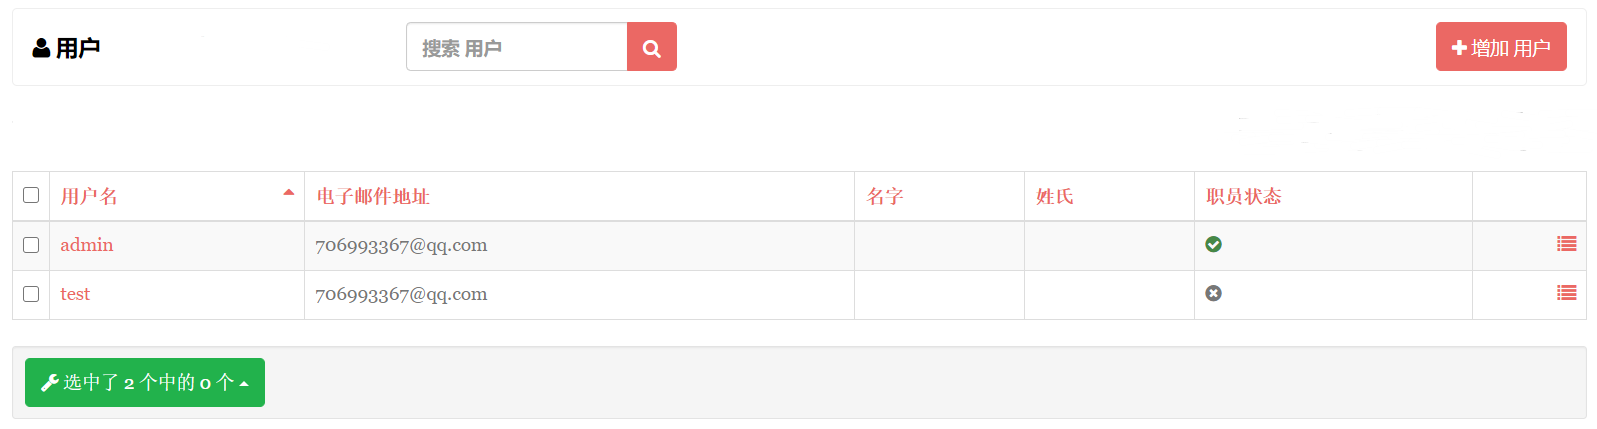 用户
搜索 用户
增加 用户
用户名 电子邮件地址 名字 姓氏 职员状态
admin 706993367@qq.com
test 706993367@qq.com
选中了 2 个中的 0 个